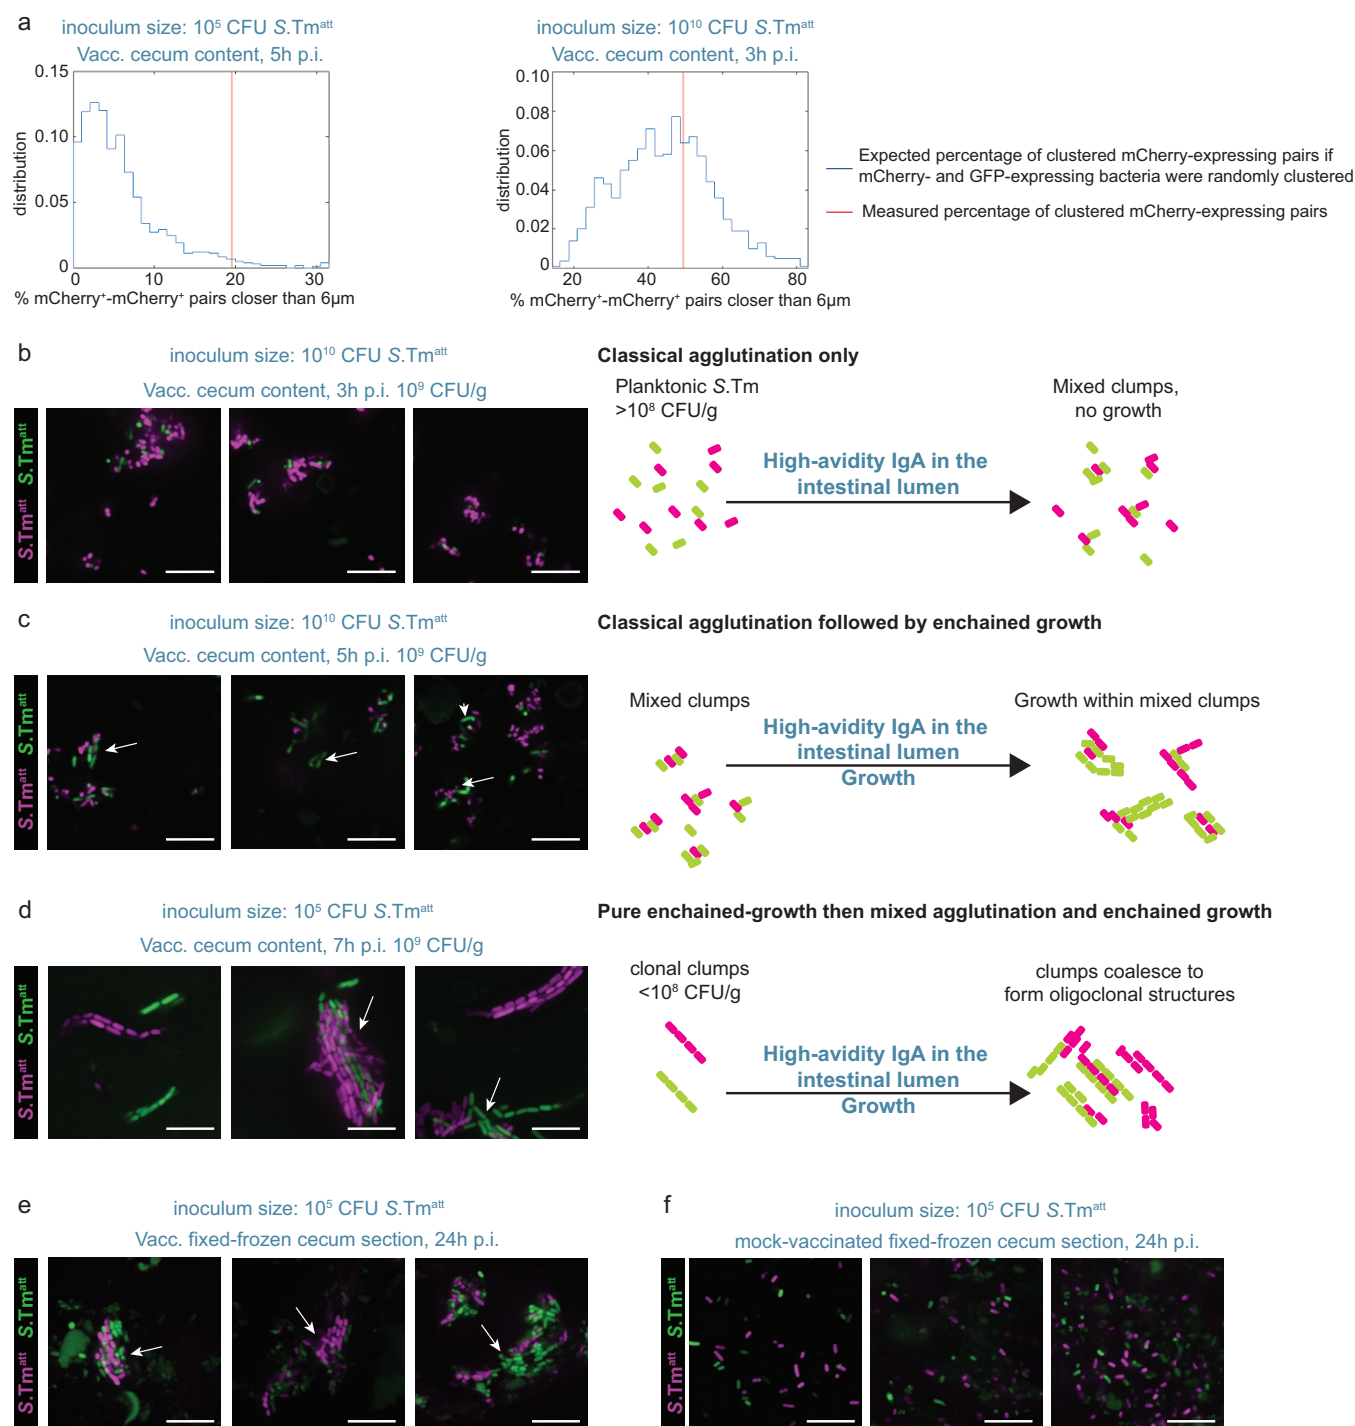 a
inoculum size: 10⁵ CFU S.Tmᵃᵗᵗ
Vacc. cecum content, 5h p.i.
0.15
0.10
0.05
0
distribution
0 10 20 30
% mCherry⁺-mCherry⁺ pairs closer than 6µm
inoculum size: 10¹⁰ CFU S.Tmᵃᵗᵗ
Vacc. cecum content, 3h p.i.
0.10
0.08
0.06
0.04
0.02
0
distribution
20 40 60 80
% mCherry⁺-mCherry⁺ pairs closer than 6µm
Expected percentage of clustered mCherry-expressing pairs if
mCherry- and GFP-expressing bacteria were randomly clustered
Measured percentage of clustered mCherry-expressing pairs
b
inoculum size: 10¹⁰ CFU S.Tmᵃᵗᵗ
Vacc. cecum content, 3h p.i. 10⁹ CFU/g
S.Tmᵃᵗᵗ S.Tmᵃᵗᵗ
Classical agglutination only
Planktonic S.Tm
>10⁸ CFU/g
High-avidity IgA in the
intestinal lumen
Mixed clumps,
no growth
c
inoculum size: 10¹⁰ CFU S.Tmᵃᵗᵗ
Vacc. cecum content, 5h p.i. 10⁹ CFU/g
S.Tmᵃᵗᵗ S.Tmᵃᵗᵗ
Classical agglutination followed by enchained growth
Mixed clumps
High-avidity IgA in the
intestinal lumen
Growth
Growth within mixed clumps
d
inoculum size: 10⁵ CFU S.Tmᵃᵗᵗ
Vacc. cecum content, 7h p.i. 10⁹ CFU/g
S.Tmᵃᵗᵗ S.Tmᵃᵗᵗ
Pure enchained-growth then mixed agglutination and enchained growth
clonal clumps
<10⁸ CFU/g
High-avidity IgA in the
intestinal lumen
Growth
clumps coalesce to
form oligoclonal structures
e
inoculum size: 10⁵ CFU S.Tmᵃᵗᵗ
Vacc. fixed-frozen cecum section, 24h p.i.
S.Tmᵃᵗᵗ S.Tmᵃᵗᵗ
f
inoculum size: 10⁵ CFU S.Tmᵃᵗᵗ
mock-vaccinated fixed-frozen cecum section, 24h p.i.
S.Tmᵃᵗᵗ S.Tmᵃᵗᵗ